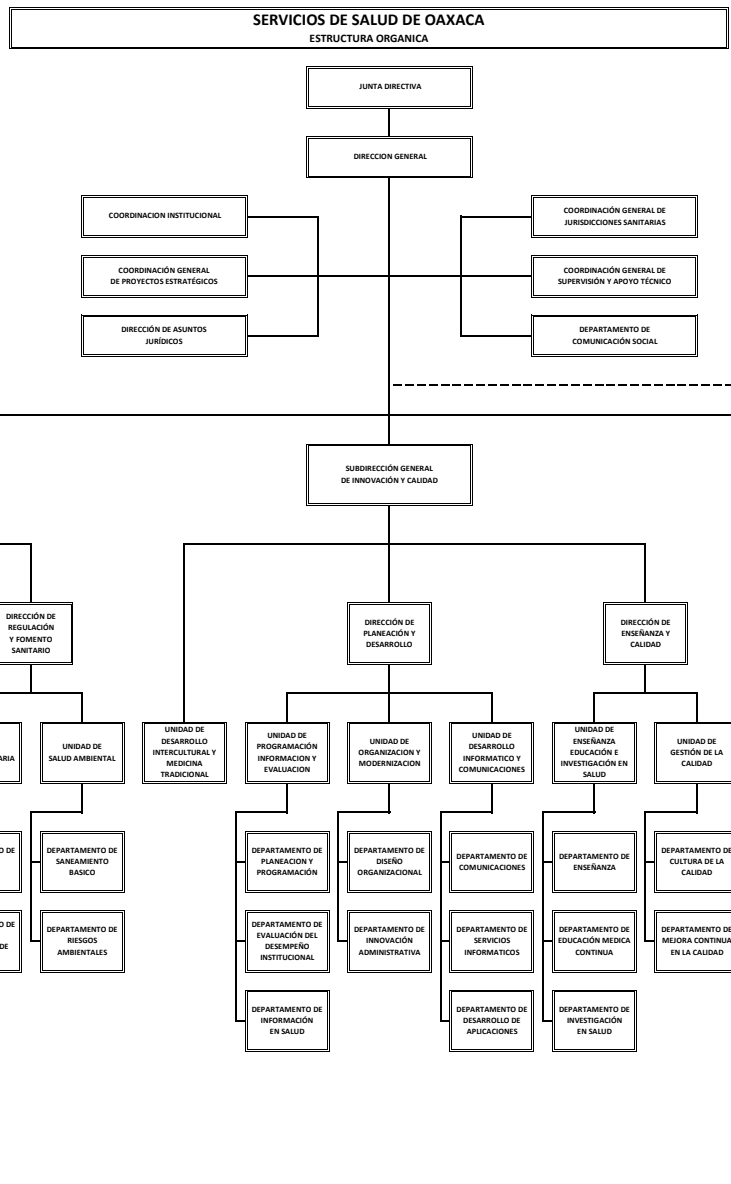 SERVICIOS DE SALUD DE OAXACA
ESTRUCTURA ORGANICA
JUNTA DIRECTIVA
DIRECCION GENERAL
COORDINACION INSTITUCIONAL
COORDINACIÓN GENERAL DE
JURISDICCIONES SANITARIAS
COORDINACIÓN GENERAL
DE PROYECTOS ESTRATÉGICOS
COORDINACIÓN GENERAL DE
SUPERVISIÓN Y APOYO TÉCNICO
DIRECCIÓN DE ASUNTOS
JURÍDICOS
DEPARTAMENTO DE
COMUNICACIÓN SOCIAL
SUBDIRECCIÓN GENERAL
DE INNOVACIÓN Y CALIDAD
DIRECCIÓN DE
REGULACIÓN
Y FOMENTO
SANITARIO
DIRECCIÓN DE
PLANEACIÓN Y
DESARROLLO
DIRECCIÓN DE
ENSEÑANZA Y
CALIDAD
ARIA
UNIDAD DE
SALUD AMBIENTAL
UNIDAD DE
DESARROLLO
INTERCULTURAL Y
MEDICINA
TRADICIONAL
UNIDAD DE
PROGRAMACIÓN
INFORMACION Y
EVALUACION
UNIDAD DE
ORGANIZACION Y
MODERNIZACION
UNIDAD DE
DESARROLLO
INFORMATICO Y
COMUNICACIONES
UNIDAD DE
ENSEÑANZA
EDUCACIÓN E
INVESTIGACIÓN EN
SALUD
UNIDAD DE
GESTIÓN DE LA
CALIDAD
O DE
DEPARTAMENTO DE
SANEAMIENTO
BASICO
DEPARTAMENTO DE
PLANEACION Y
PROGRAMACIÓN
DEPARTAMENTO DE
DISEÑO
ORGANIZACIONAL
DEPARTAMENTO DE
COMUNICACIONES
DEPARTAMENTO DE
ENSEÑANZA
DEPARTAMENTO DE
CULTURA DE LA
CALIDAD
O DE
DE
DEPARTAMENTO DE
RIESGOS
AMBIENTALES
DEPARTAMENTO DE
EVALUACIÓN DEL
DESEMPEÑO
INSTITUCIONAL
DEPARTAMENTO DE
INNOVACIÓN
ADMINISTRATIVA
DEPARTAMENTO DE
SERVICIOS
INFORMATICOS
DEPARTAMENTO DE
EDUCACIÓN MEDICA
CONTINUA
DEPARTAMENTO DE
MEJORA CONTINUA
EN LA CALIDAD
DEPARTAMENTO DE
INFORMACIÓN
EN SALUD
DEPARTAMENTO DE
DESARROLLO DE
APLICACIONES
DEPARTAMENTO DE
INVESTIGACIÓN
EN SALUD